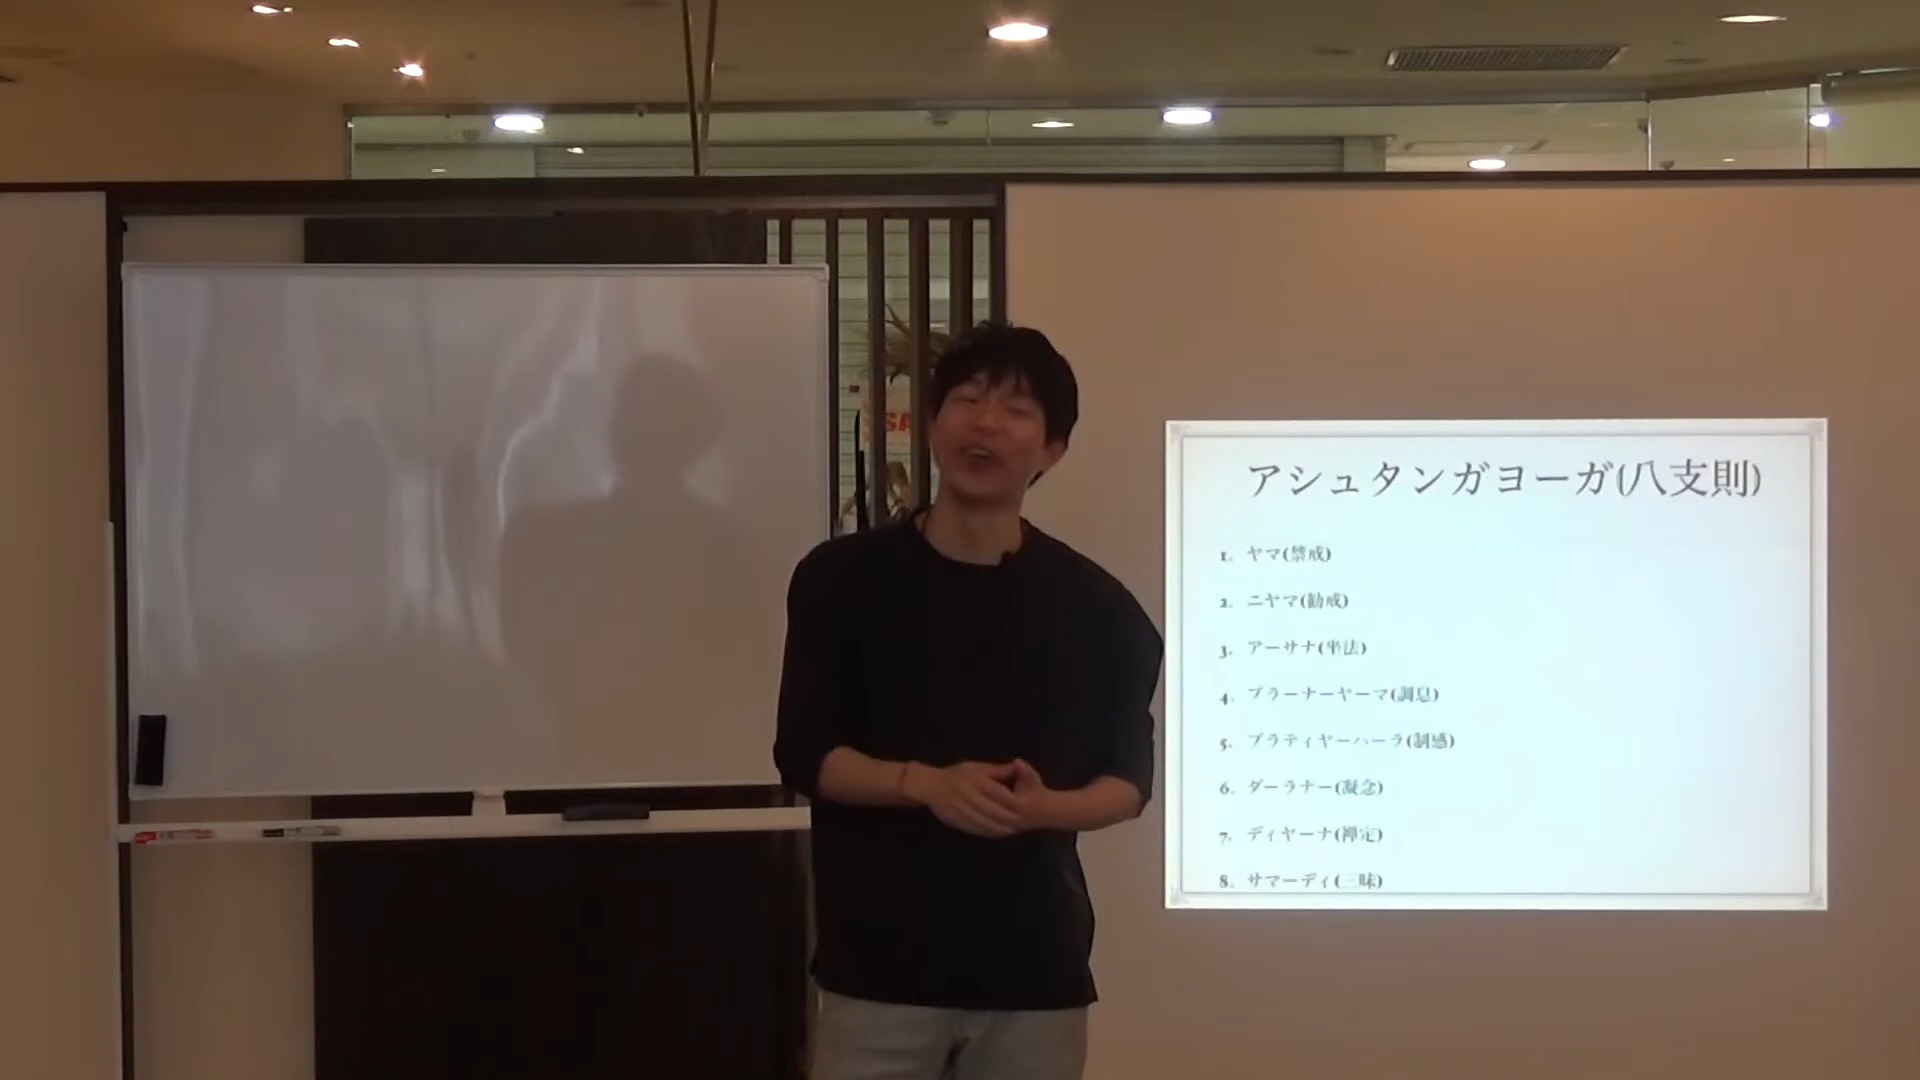 アシュタンガヨーガ(八支則)
1. ヤマ(禁戒)
2. ニヤマ(勧戒)
3. アーサナ(坐法)
4. プラーナーヤーマ(調息)
5. プラティヤーハーラ(制感)
6. ダーラナー(凝念)
7. ディヤーナ(禅定)
8. サマーディ(三昧)